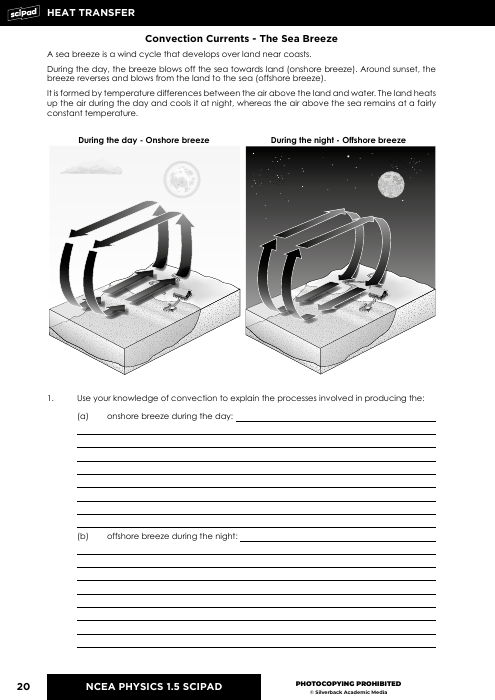 scipad HEAT TRANSFER
Convection Currents - The Sea Breeze
A sea breeze is a wind cycle that develops over land near coasts.
During the day, the breeze blows off the sea towards land (onshore breeze). Around sunset, the
breeze reverses and blows from the land to the sea (offshore breeze).
It is formed by temperature differences between the air above the land and water. The land heats
up the air during the day and cools it at night, whereas the air above the sea remains at a fairly
constant temperature.
During the day - Onshore breeze
During the night - Offshore breeze
1. Use your knowledge of convection to explain the processes involved in producing the:
(a) onshore breeze during the day:
(b) offshore breeze during the night:
20 NCEA PHYSICS 1.5 SCIPAD
PHOTOCOPYING PROHIBITED
© Silverback Academic Media